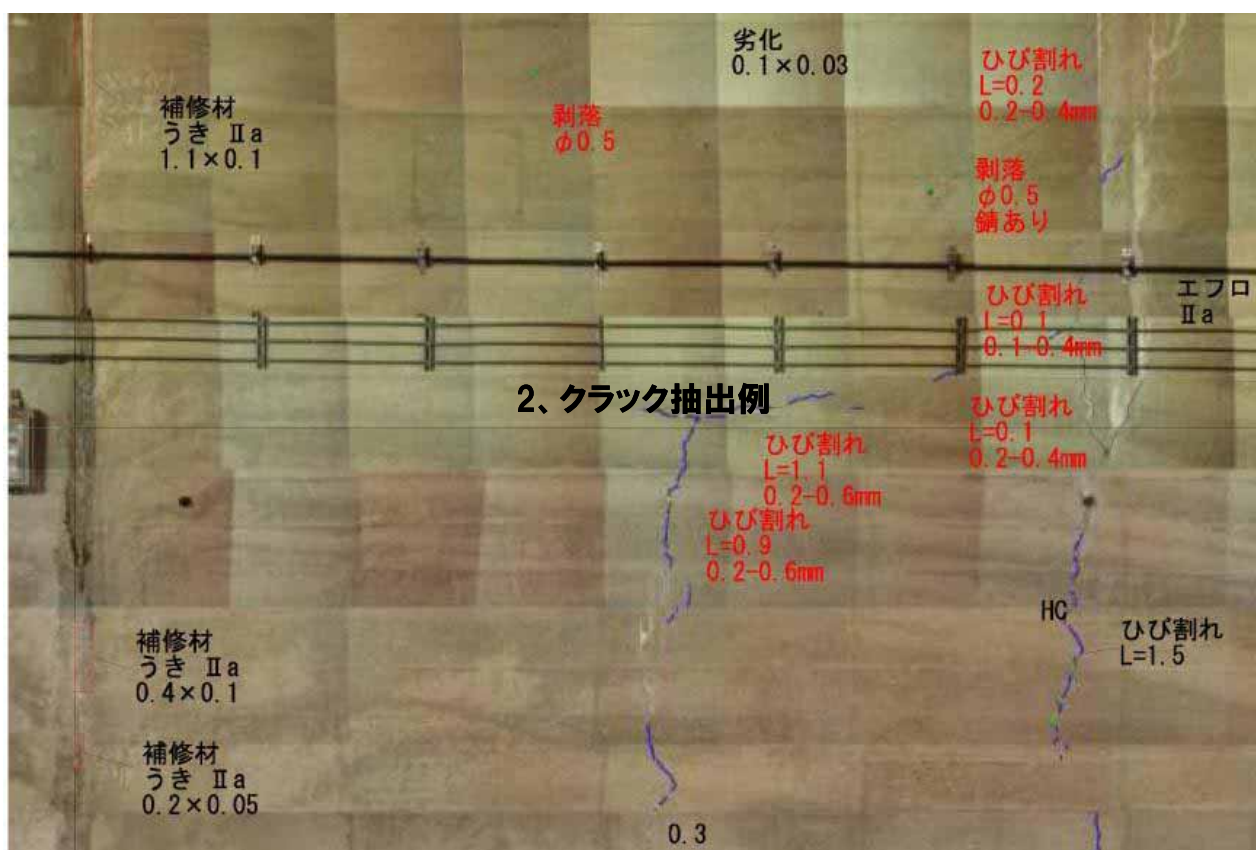 劣化
0.1×0.03
ひび割れ
L=0.2
0.2-0.4mm
補修材
うき Ⅱa
1.1×0.1
剥落
φ0.5
剥落
φ0.5
錆あり
エフロ
Ⅱa
ひび割れ
L=0.1
0.1-0.4mm
2、クラック抽出例
ひび割れ
L=0.1
0.2-0.4mm
ひび割れ
L=1.1
0.2-0.6mm
ひび割れ
L=0.9
0.2-0.6mm
HC
ひび割れ
L=1.5
補修材
うき Ⅱa
0.4×0.1
補修材
うき Ⅱa
0.2×0.05
0.3